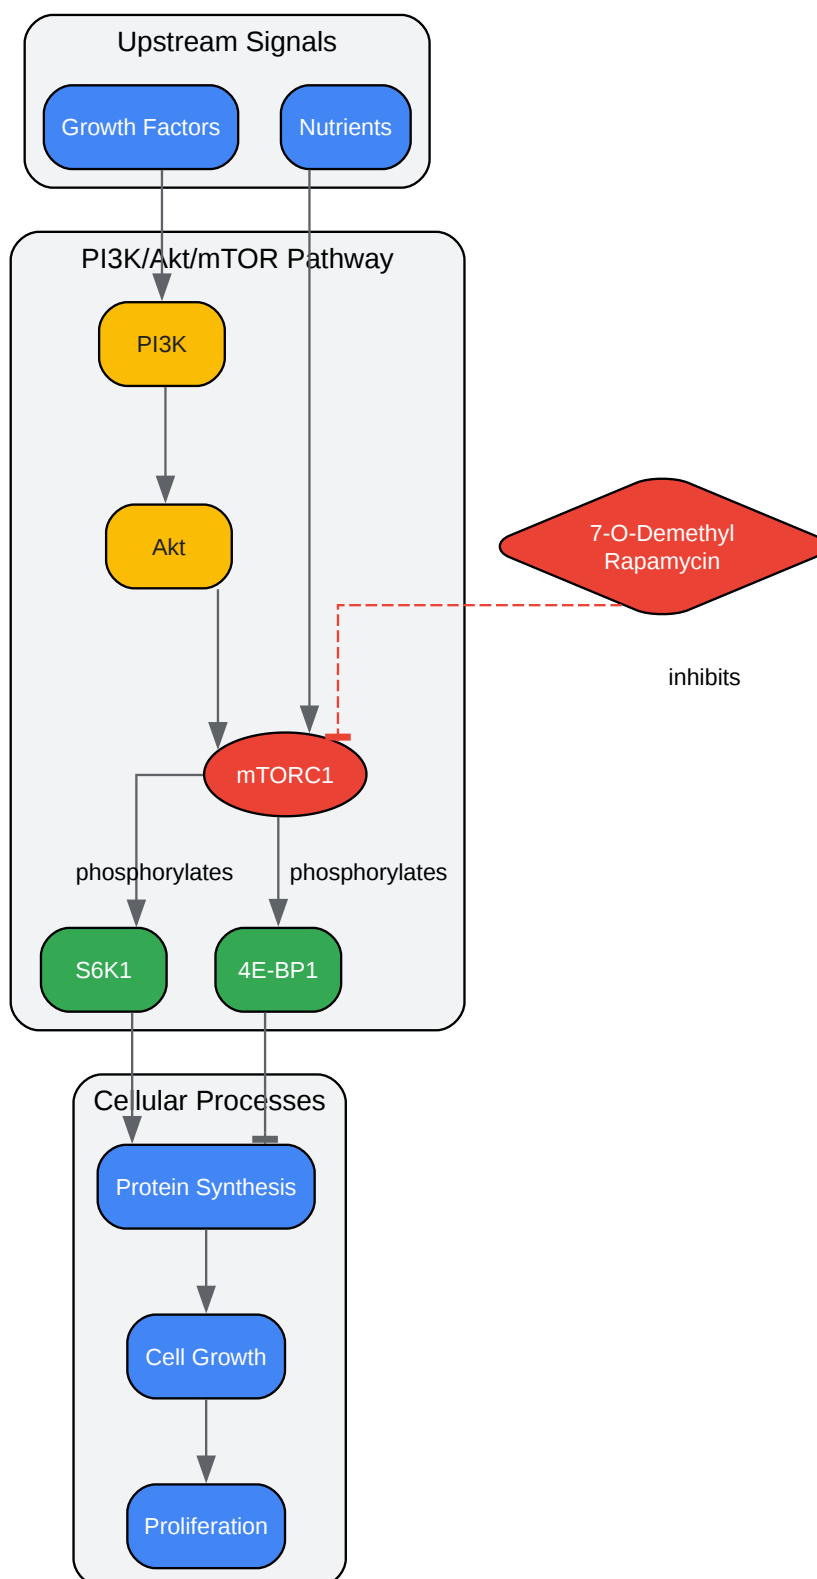 Upstream Signals
Growth Factors
Nutrients
PI3K/Akt/mTOR Pathway
PI3K
Akt
7-O-Demethyl
Rapamycin
inhibits
mTORC1
phosphorylates
phosphorylates
S6K1
4E-BP1
Cellular Processes
Protein Synthesis
Cell Growth
Proliferation